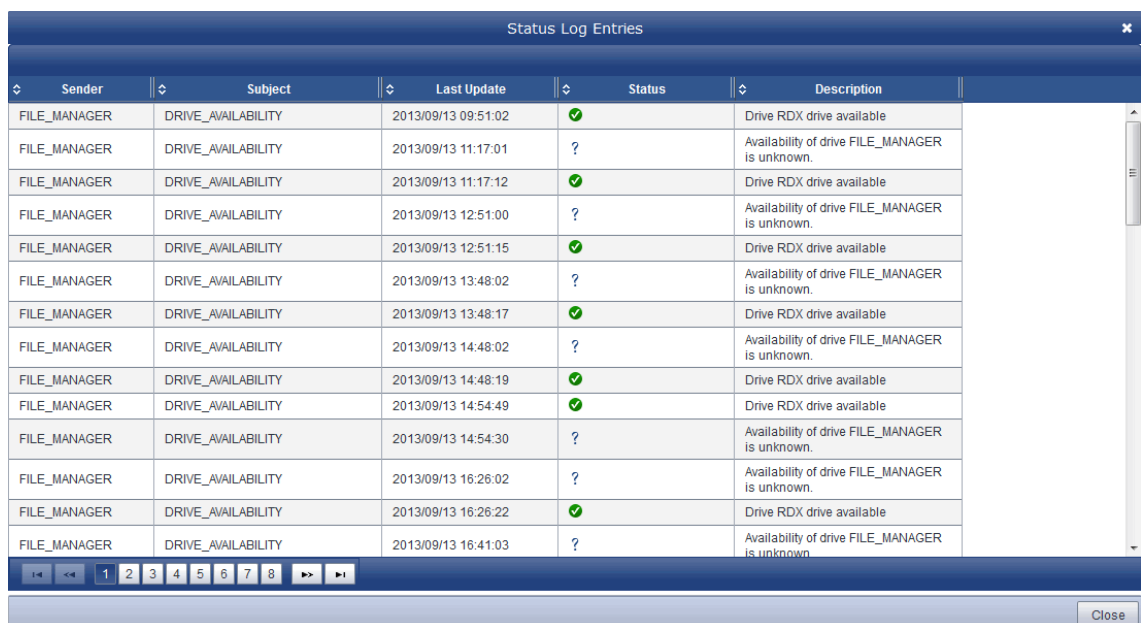 Status Log Entries
Sender Subject Last Update Status Description
FILE_MANAGER DRIVE_AVAILABILITY 2013/09/13 09:51:02 Drive RDX drive available
FILE_MANAGER DRIVE_AVAILABILITY 2013/09/13 11:17:01 ? Availability of drive FILE_MANAGER
is unknown.
FILE_MANAGER DRIVE_AVAILABILITY 2013/09/13 11:17:12 Drive RDX drive available
FILE_MANAGER DRIVE_AVAILABILITY 2013/09/13 12:51:00 ? Availability of drive FILE_MANAGER
is unknown.
FILE_MANAGER DRIVE_AVAILABILITY 2013/09/13 12:51:15 Drive RDX drive available
FILE_MANAGER DRIVE_AVAILABILITY 2013/09/13 13:48:02 ? Availability of drive FILE_MANAGER
is unknown.
FILE_MANAGER DRIVE_AVAILABILITY 2013/09/13 13:48:17 Drive RDX drive available
FILE_MANAGER DRIVE_AVAILABILITY 2013/09/13 14:48:02 ? Availability of drive FILE_MANAGER
is unknown.
FILE_MANAGER DRIVE_AVAILABILITY 2013/09/13 14:48:19 Drive RDX drive available
FILE_MANAGER DRIVE_AVAILABILITY 2013/09/13 14:54:49 Drive RDX drive available
FILE_MANAGER DRIVE_AVAILABILITY 2013/09/13 14:54:30 ? Availability of drive FILE_MANAGER
is unknown.
FILE_MANAGER DRIVE_AVAILABILITY 2013/09/13 16:26:02 ? Availability of drive FILE_MANAGER
is unknown.
FILE_MANAGER DRIVE_AVAILABILITY 2013/09/13 16:26:22 Drive RDX drive available
FILE_MANAGER DRIVE_AVAILABILITY 2013/09/13 16:41:03 ? Availability of drive FILE_MANAGER
is unknown
1 2 3 4 5 6 7 8
Close